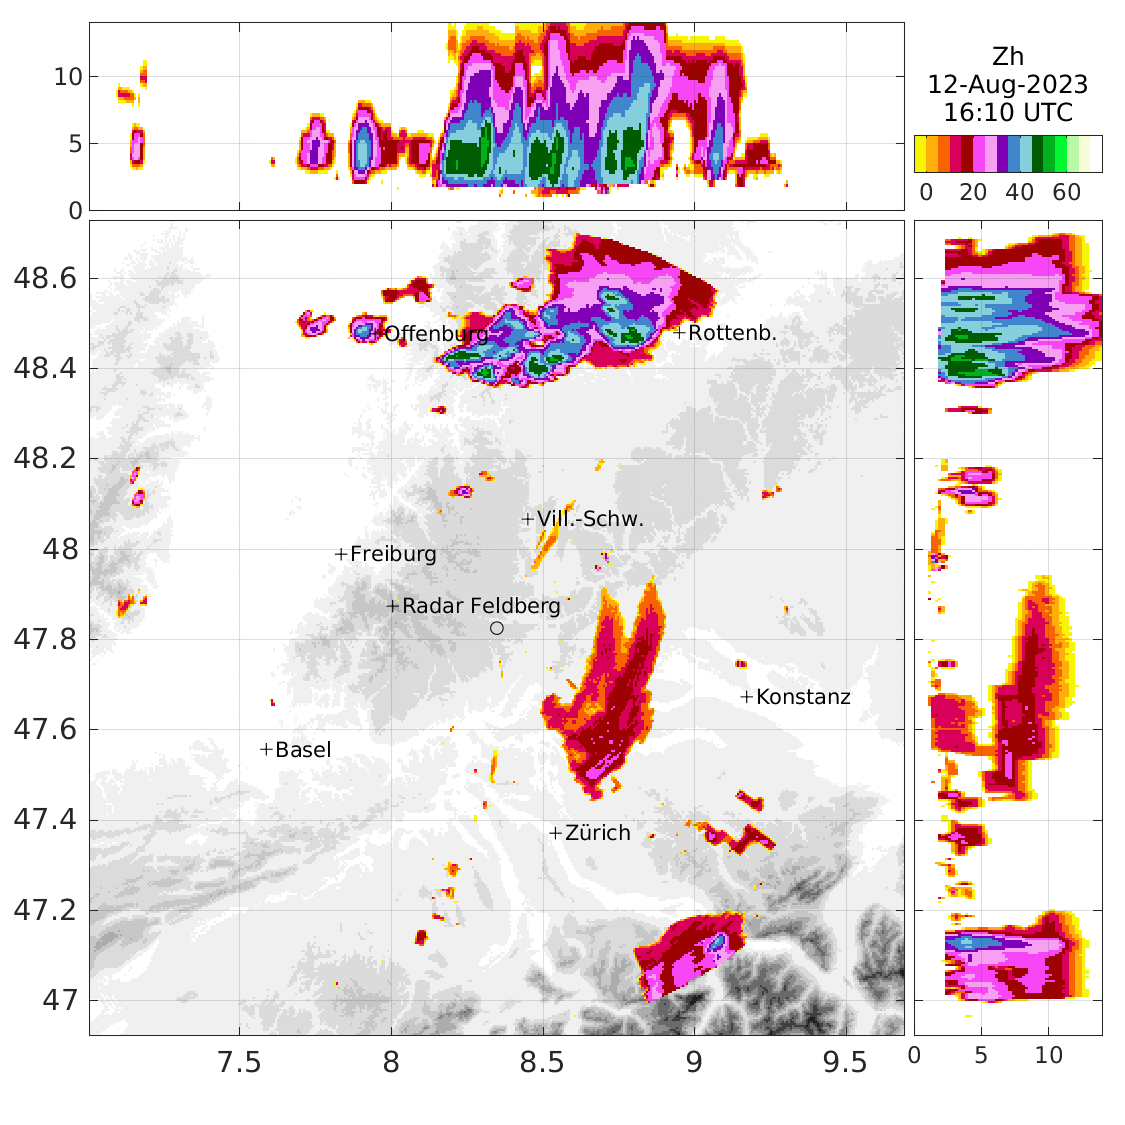 10
5
0
Zh
12-Aug-2023
16:10 UTC
0 20 40 60
48.6
48.4
48.2
48
47.8
47.6
47.4
47.2
47
+Offenburg
+Rottenb.
+Vill.-Schw.
+Freiburg
+Radar Feldberg
+Konstanz
+Basel
+Zürich
7.5 8 8.5 9 9.5
0 5 10